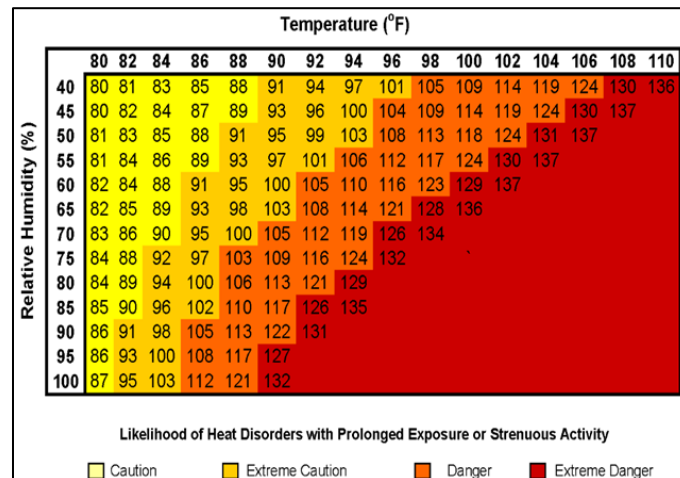 Temperature (°F)
80 82 84 86 88 90 92 94 96 98 100 102 104 106 108 110
Relative Humidity (%)
40 80 81 83 85 88 91 94 97 101 105 109 114 119 124 130 136
45 80 82 84 87 89 93 96 100 104 109 114 119 124 130 137
50 81 83 85 88 91 95 99 103 108 113 118 124 131 137
55 81 84 86 89 93 97 101 106 112 117 124 130 137
60 82 84 88 91 95 100 105 110 116 123 129 137
65 82 85 89 93 98 103 108 114 121 128 136
70 83 86 90 95 100 105 112 119 126 134
75 84 88 92 97 103 109 116 124 132
80 84 89 94 100 106 113 121 129
85 85 90 96 102 110 117 126 135
90 86 91 98 105 113 122 131
95 86 93 100 108 117 127
100 87 95 103 112 121 132
Likelihood of Heat Disorders with Prolonged Exposure or Strenuous Activity
Caution Extreme Caution Danger Extreme Danger